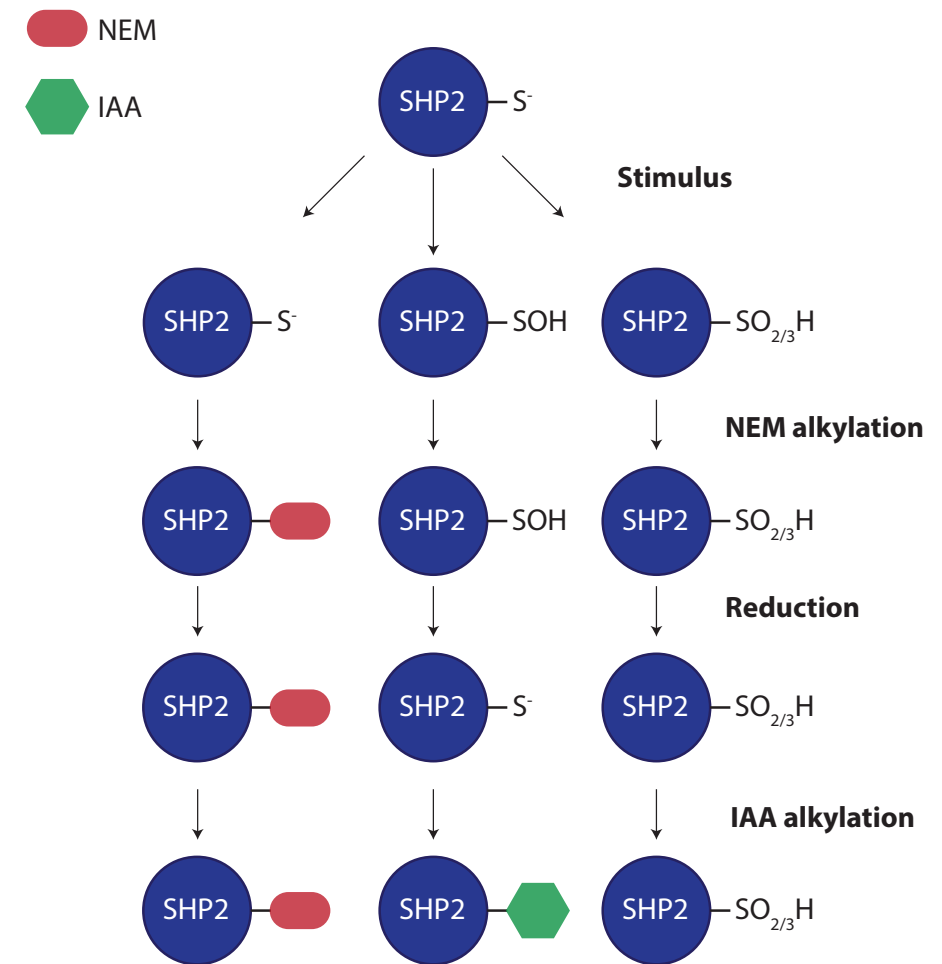 NEM
IAA
SHP2 S⁻
Stimulus
SHP2 S⁻ SHP2 SOH SHP2 SO₂/₃H
NEM alkylation
SHP2 SHP2 SOH SHP2 SO₂/₃H
Reduction
SHP2 SHP2 S⁻ SHP2 SO₂/₃H
IAA alkylation
SHP2 SHP2 SHP2 SO₂/₃H